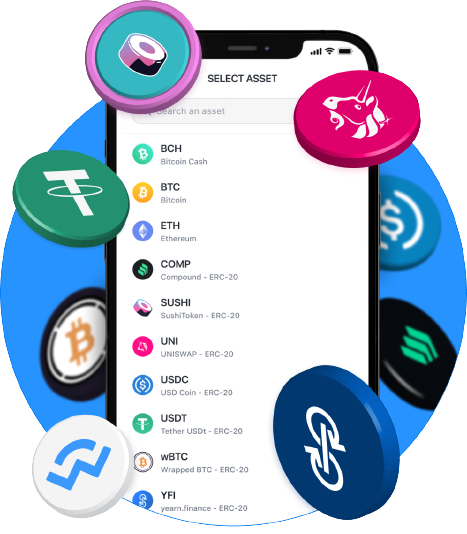 SELECT ASSET
Search an asset
BCH
Bitcoin Cash
BTC
Bitcoin
ETH
Ethereum
COMP
Compound - ERC-20
SUSHI
SushiToken - ERC-20
UNI
UNISWAP - ERC-20
USDC
USD Coin - ERC-20
USDT
Tether USDt - ERC-20
wBTC
Wrapped BTC - ERC-20
YFI
yearn.finance - ERC-20